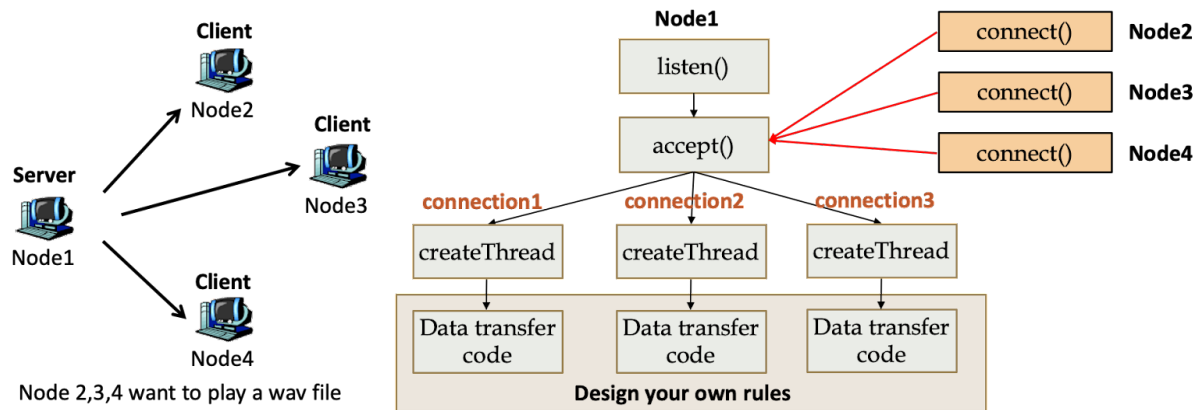 Client
Node2
Client
Node3
Server
Node1
Client
Node4
Node 2,3,4 want to play a wav file
Node1
listen()
accept()
connect()
Node2
connect()
Node3
connect()
Node4
connection1
connection2
connection3
createThread
createThread
createThread
Data transfer
code
Data transfer
code
Data transfer
code
Design your own rules